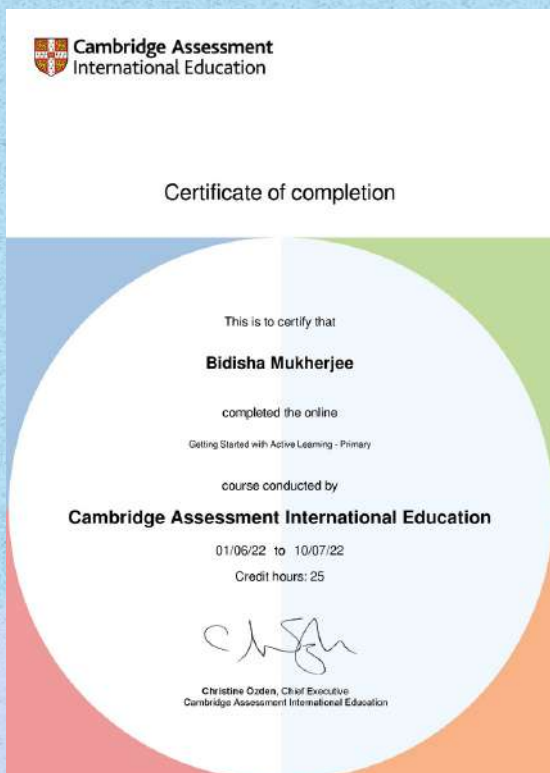 Cambridge Assessment
International Education
Certificate of completion
This is to certify that
Bidisha Mukherjee
completed the online
Getting Started with Active Learning - Primary
course conducted by
Cambridge Assessment International Education
01/06/22 to 10/07/22
Credit hours: 25
Christine Özden, Chief Executive
Cambridge Assessment International Education